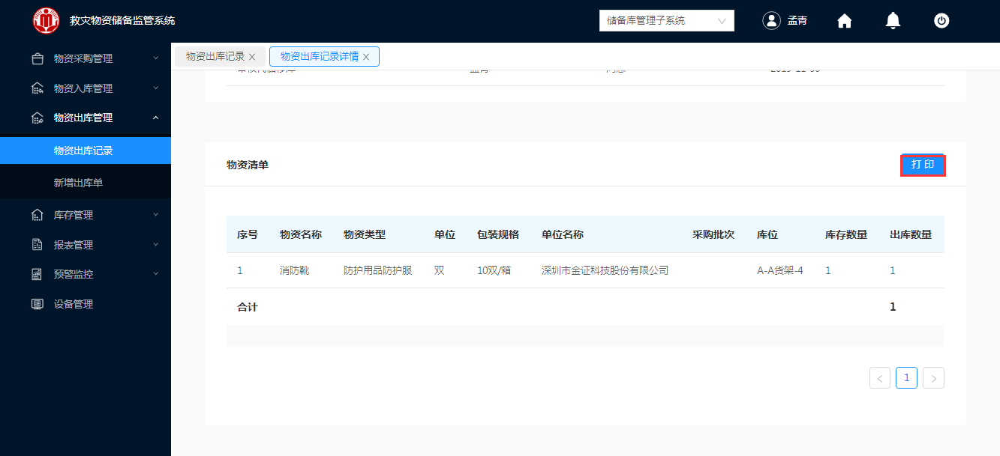 救灾物资储备监管系统
储备库管理子系统
孟青
物资采购管理
物资入库管理
物资出库管理
物资出库记录
新增出库单
库存管理
报表管理
预警监控
设备管理
物资出库记录 ×
物资出库记录详情 ×
物资清单
打印
序号 物资名称 物资类型 单位 包装规格 单位名称 采购批次 库位 库存数量 出库数量
1 消防靴 防护用品防护服 双 10双/箱 深圳市金证科技股份有限公司 A-A货架-4 1 1
合计 1
< 1 >